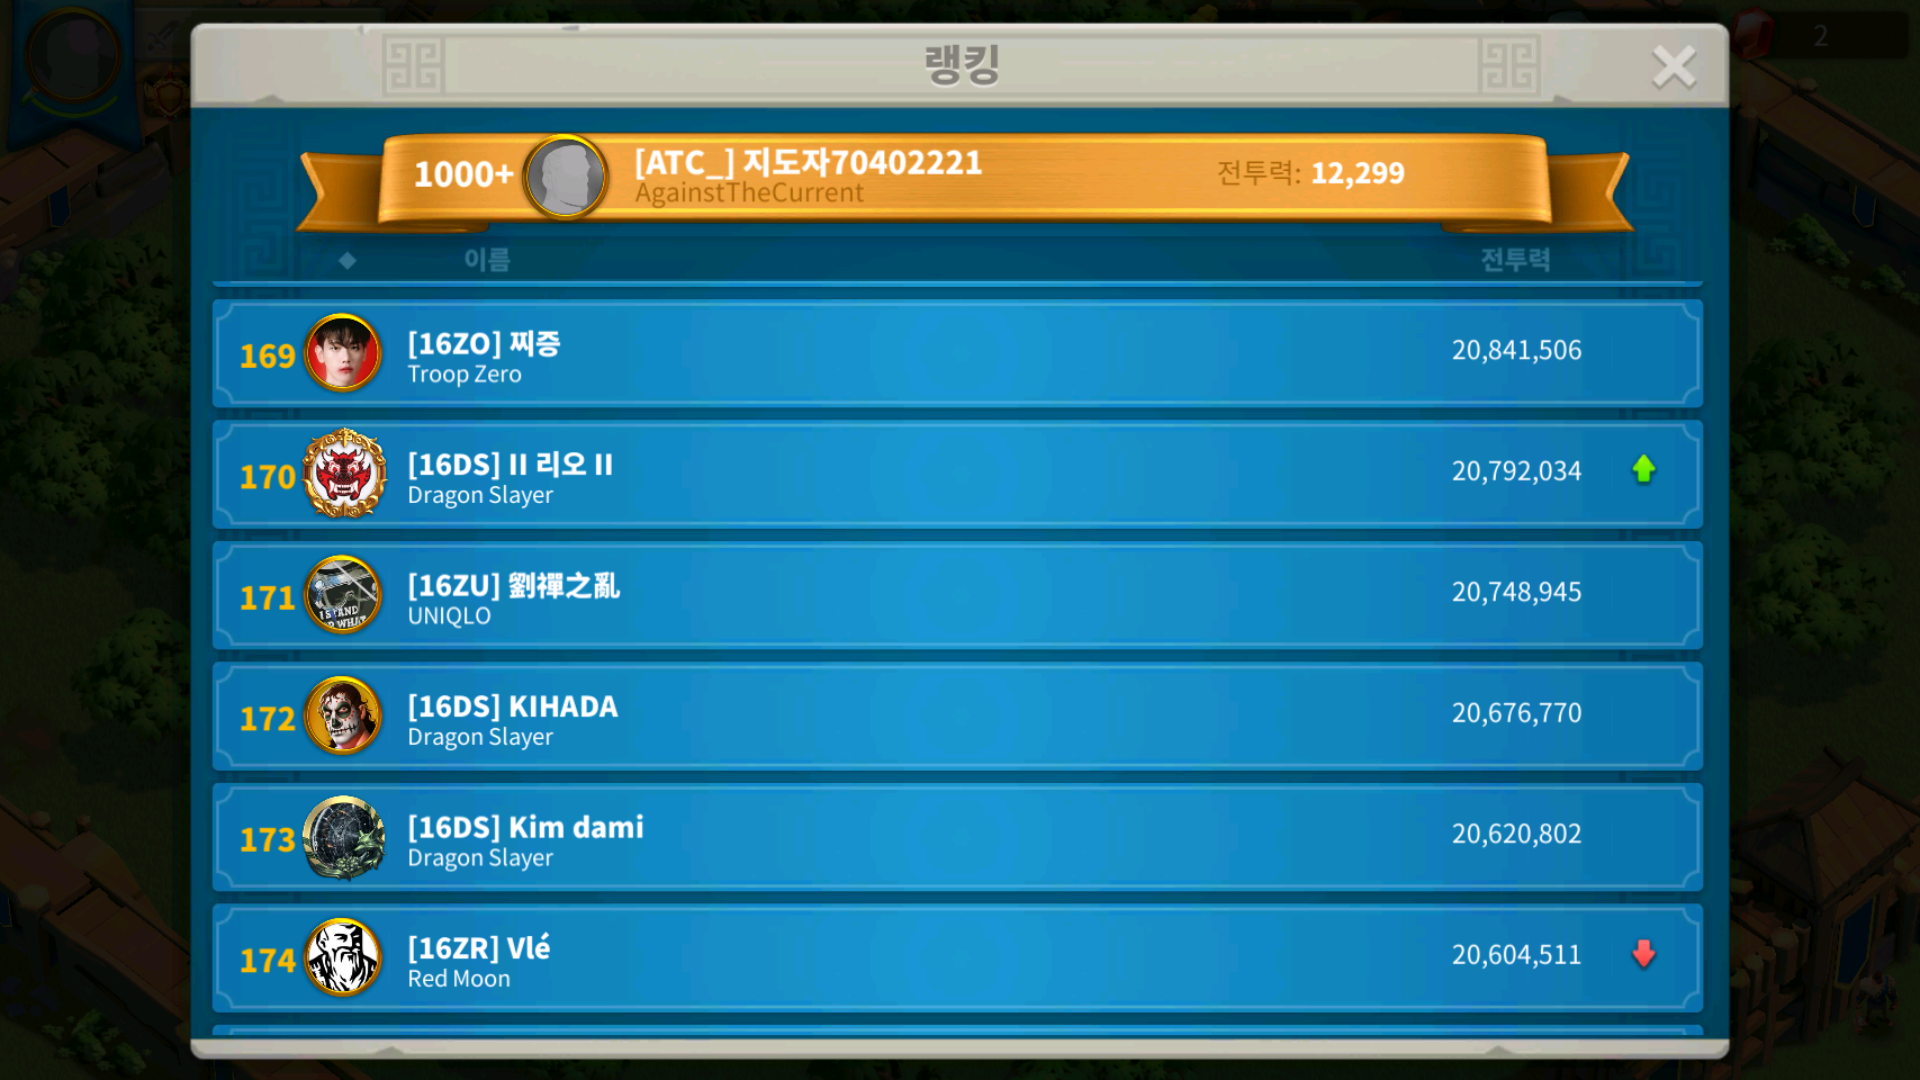 랭킹
2
1000+ [ATC_] 지도자70402221 전투력: 12,299
AgainstTheCurrent
이름 전투력
169 [16ZO] 찌증 20,841,506
Troop Zero
170 [16DS] II 리오 II 20,792,034
Dragon Slayer
171 [16ZU] 劉禪之亂 20,748,945
UNIQLO
I STAND
WHAT
172 [16DS] KIHADA 20,676,770
Dragon Slayer
173 [16DS] Kim dami 20,620,802
Dragon Slayer
174 [16ZR] Vlé 20,604,511
Red Moon